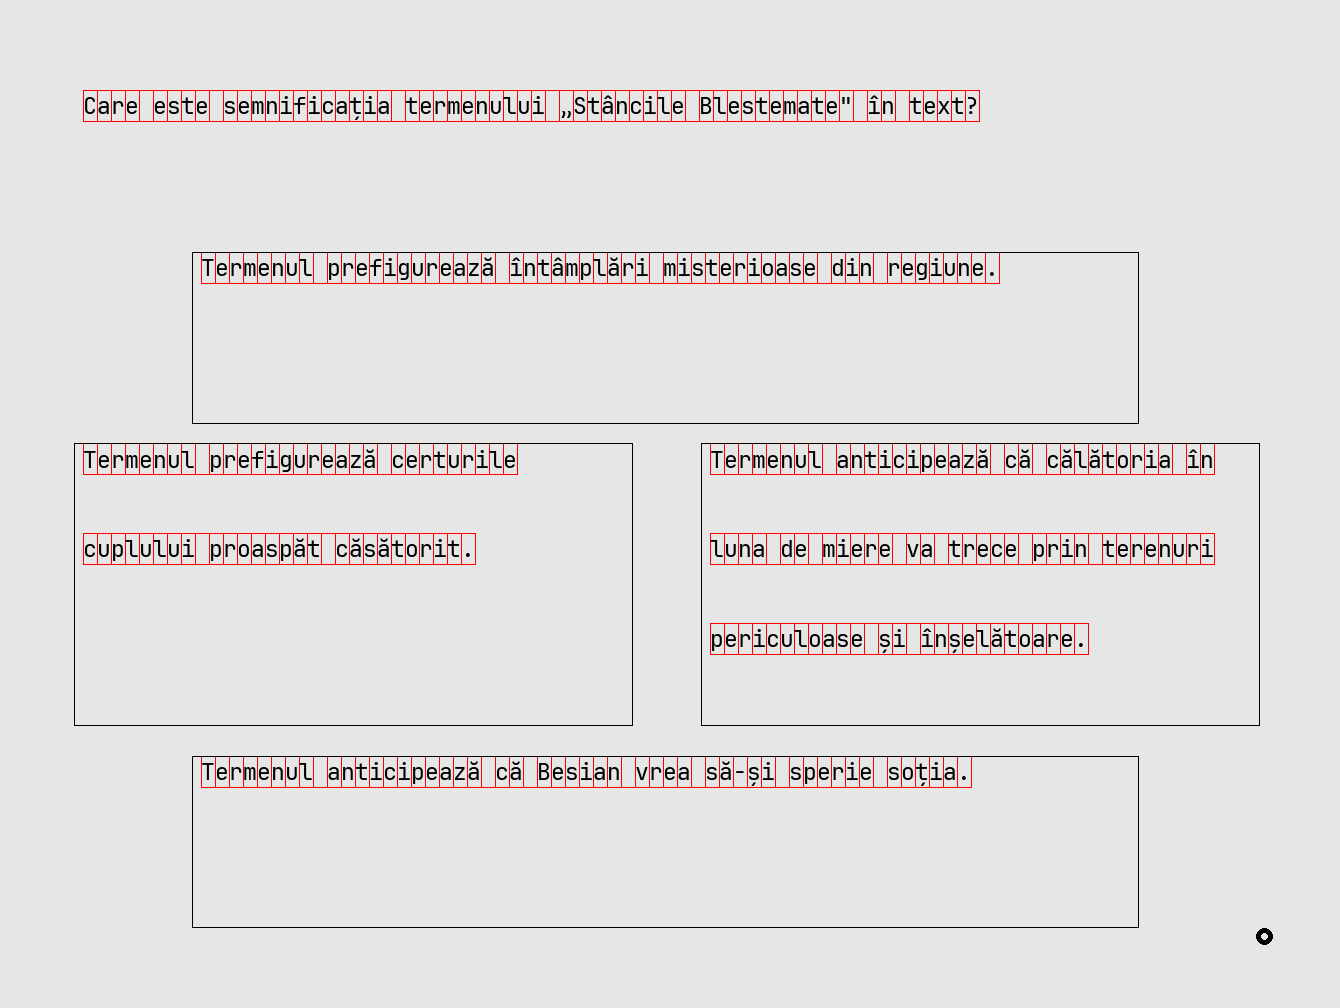 Care este semnificația termenului „Stâncile Blestemate" în text?
Termenul prefigurează întâmplări misterioase din regiune.
Termenul prefigurează certurile
cuplului proaspăt căsătorit.
Termenul anticipează că călătoria în
luna de miere va trece prin terenuri
periculoase și înșelătoare.
Termenul anticipează că Besian vrea să-și sperie soția.